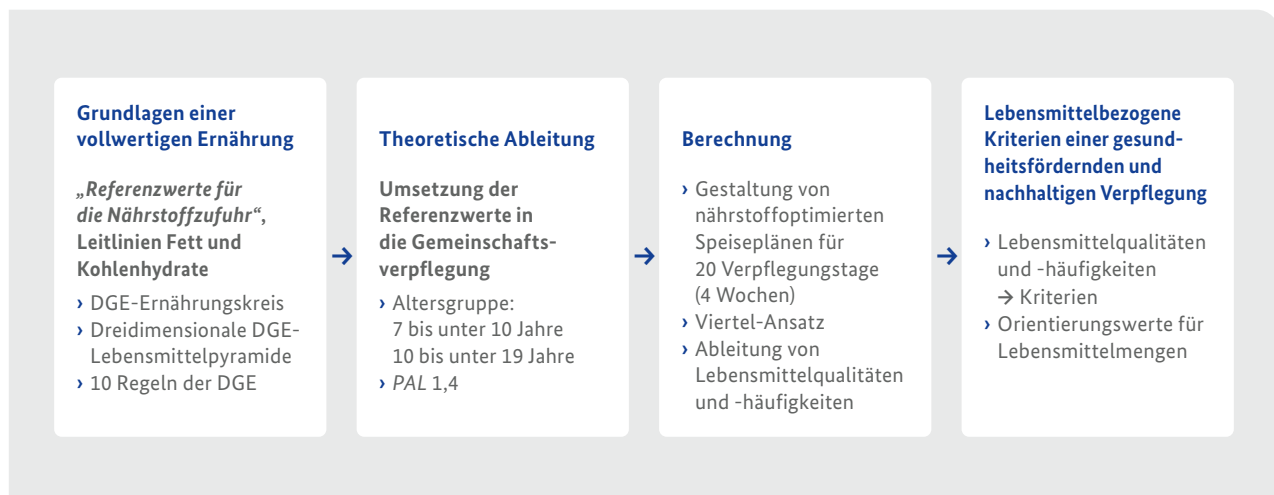 Grundlagen einer
vollwertigen Ernährung
„Referenzwerte für
die Nährstoffzufuhr“,
Leitlinien Fett und
Kohlenhydrate
› DGE-Ernährungskreis
› Dreidimensionale DGE-
Lebensmittelpyramide
› 10 Regeln der DGE
→
Theoretische Ableitung
Umsetzung der
Referenzwerte in
die Gemeinschafts-
verpflegung
› Altersgruppe:
7 bis unter 10 Jahre
10 bis unter 19 Jahre
› PAL 1,4
→
Berechnung
› Gestaltung von
nährstoffoptimierten
Speiseplänen für
20 Verpflegungstage
(4 Wochen)
› Viertel-Ansatz
› Ableitung von
Lebensmittelqualitäten
und -häufigkeiten
→
Lebensmittelbezogene
Kriterien einer gesund-
heitsfördernden und
nachhaltigen Verpflegung
› Lebensmittelqualitäten
und -häufigkeiten
→ Kriterien
› Orientierungswerte für
Lebensmittelmengen